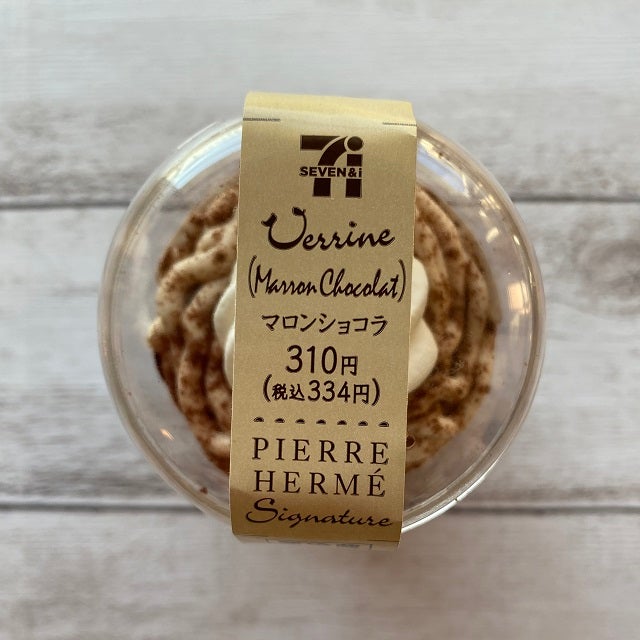 7i
SEVEN&i
Verrine
(Marron Chocolat)
マロンショコラ
310円
(税込334円)
PIERRE
HERMÉ
Signature